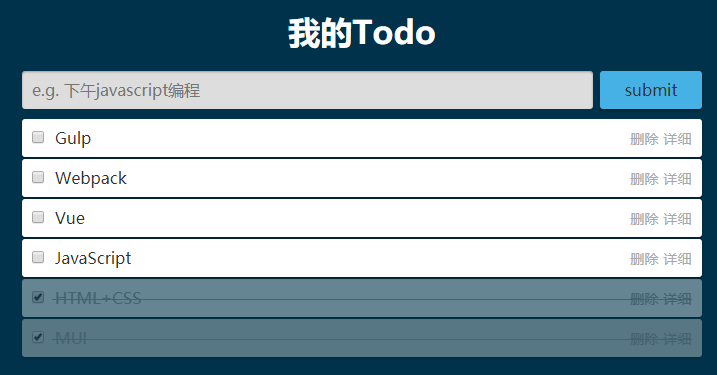 我的Todo
e.g. 下午javascript编程 submit
Gulp 删除 详细
Webpack 删除 详细
Vue 删除 详细
JavaScript 删除 详细
HTML+CSS 删除 详细
MUI 删除 详细